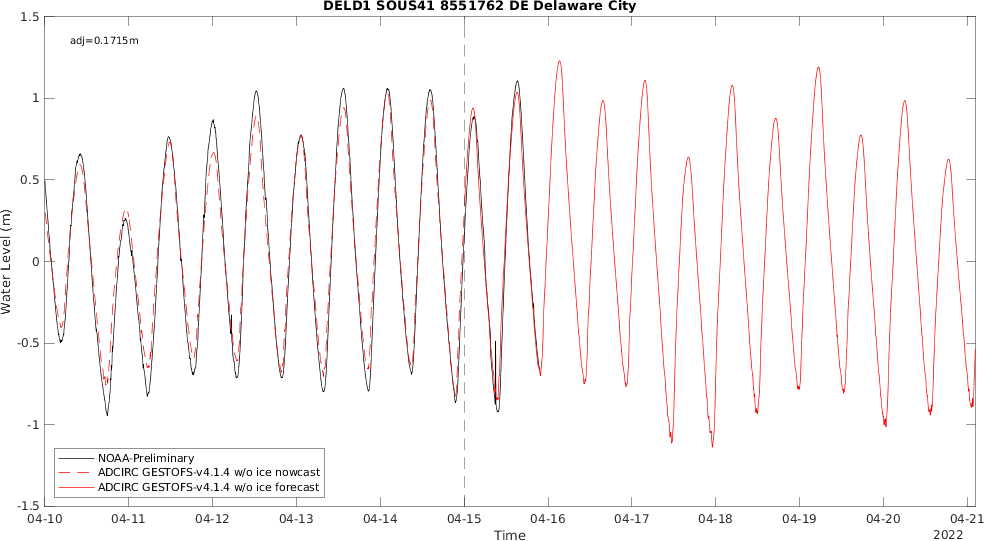 DELD1 SOUS41 8551762 DE Delaware City
adj=0.1715m
1.5
1
0.5
0
-0.5
-1
-1.5
Water Level (m)
NOAA-Preliminary
ADCIRC GESTOFS-v4.1.4 w/o ice nowcast
ADCIRC GESTOFS-v4.1.4 w/o ice forecast
04-10 04-11 04-12 04-13 04-14 04-15 04-16 04-17 04-18 04-19 04-20 04-21
Time
2022